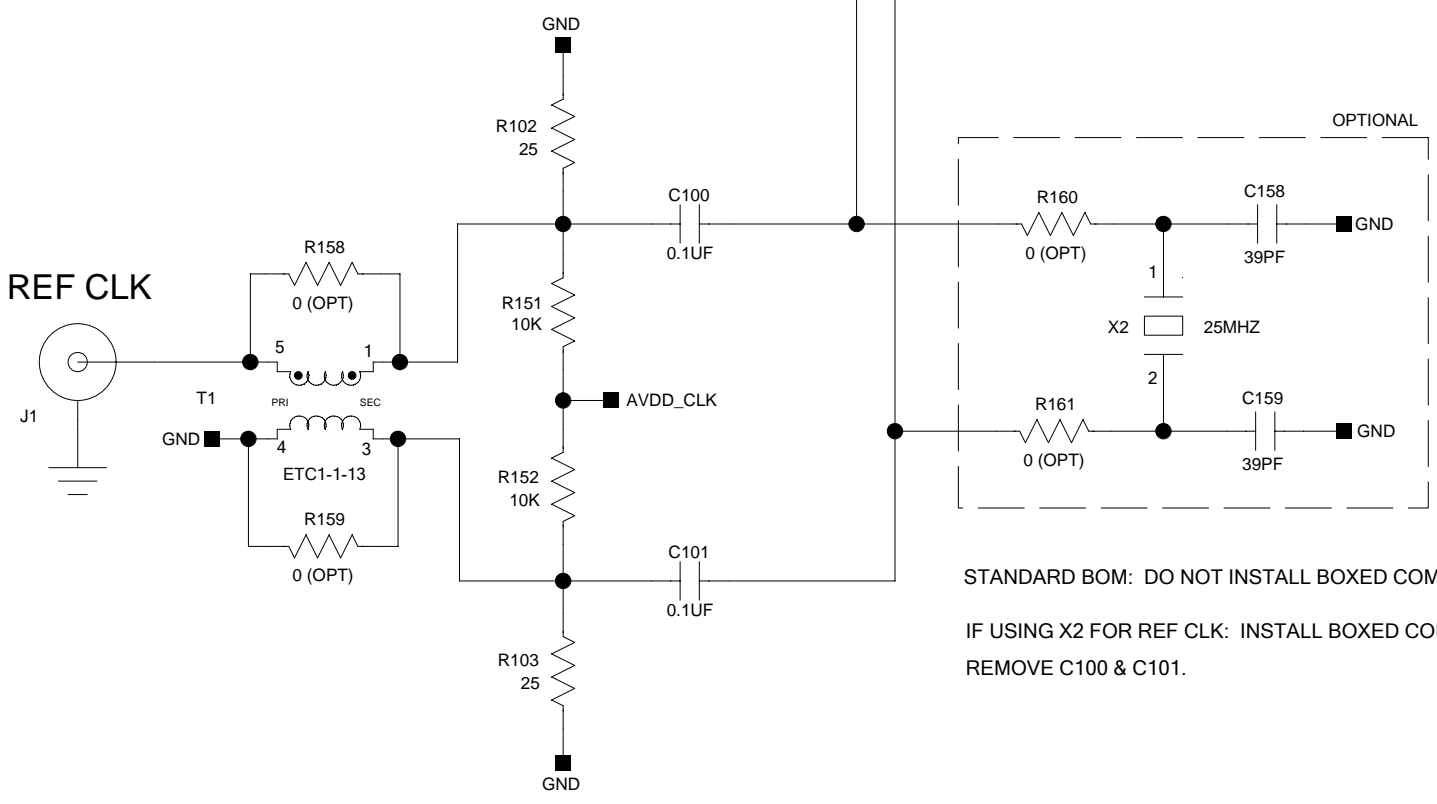 GND
R102
25
OPTIONAL
C100
0.1UF
R160
0 (OPT)
C158
39PF
GND
R158
0 (OPT)
REF CLK
J1
R151
10K
1
X2
25MHZ
2
5
1
T1
PRI
SEC
AVDD_CLK
GND
4
3
ETC1-1-13
R161
0 (OPT)
C159
39PF
GND
R152
10K
R159
0 (OPT)
C101
0.1UF
STANDARD BOM: DO NOT INSTALL BOXED
IF USING X2 FOR REF CLK: INSTALL BOXED
REMOVE C100 & C101.
R103
25
GND